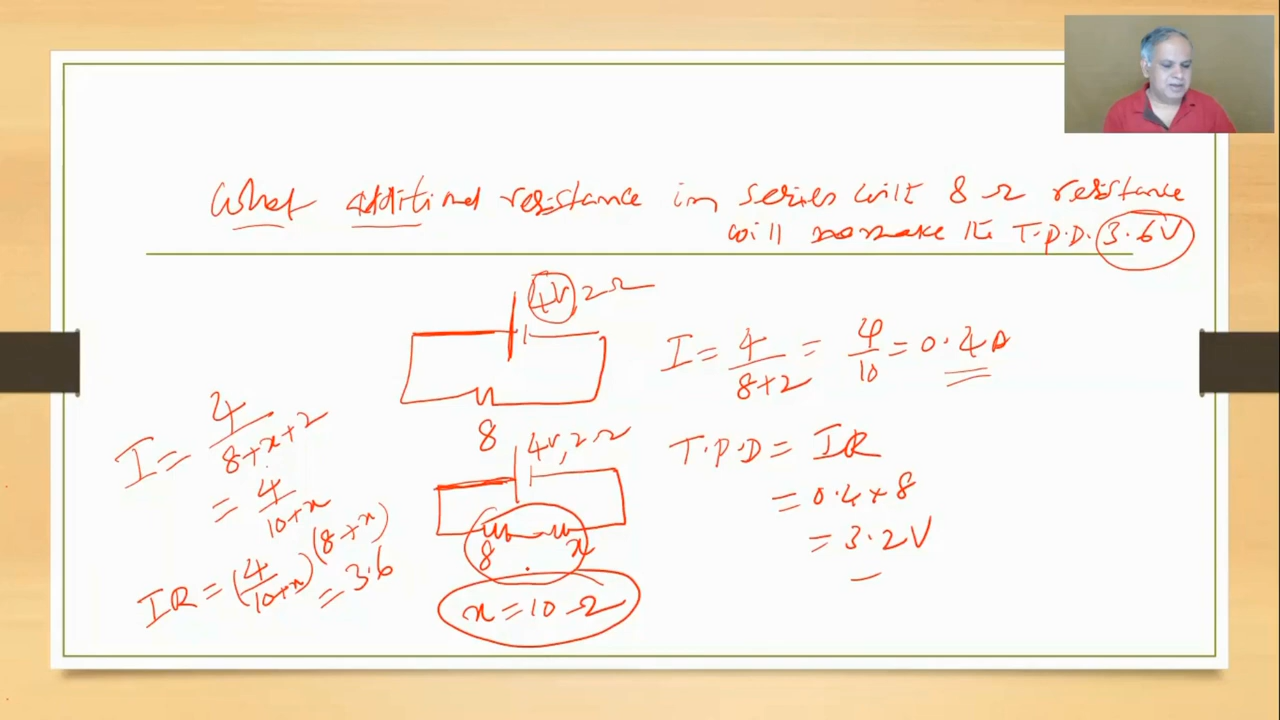 What additional resistance in series with 8 Ω resistance
will make the T.P.D. 3.6V
4V, 2Ω
8
I = 4/8+2 = 4/10 = 0.4A
T.P.D = IR
= 0.4 × 8
= 3.2V
4V, 2Ω
8 x
x = 10 Ω
I = 4/8+x+2
= 4/10+x
IR = (4/10+x)(8+x)
= 3.6